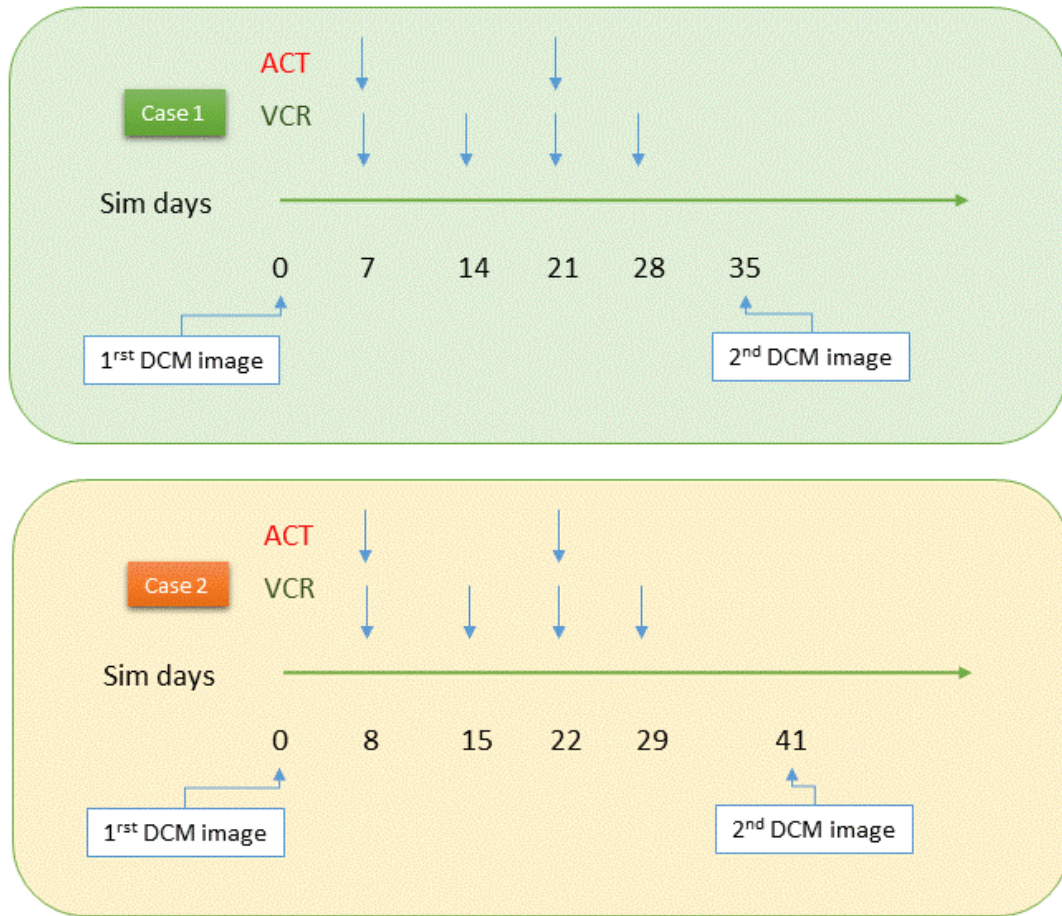 ACT
Case 1
VCR
Sim days
0 7 14 21 28 35
1rst DCM image
2nd DCM image
ACT
Case 2
VCR
Sim days
0 8 15 22 29 41
1rst DCM image
2nd DCM image